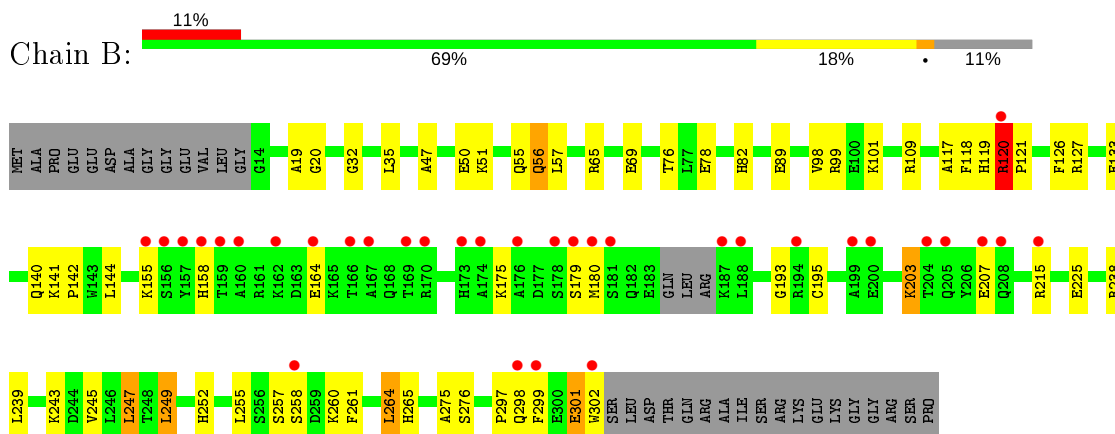 11%
Chain B:
69% 18% • 11%
MET ALA PRO GLU GLU ASP ALA GLY GLY GLU VAL LEU GLY G14 A19 G20 G32 L35 A47 E50 K51 Q55 Q56 L57 R65 E69 T76 L77 E78 H82 E89 V98 R99 E100 K101 R109 A117 F118 H119 R120 P121 F126 R127
Q140 K141 P142 W143 L144 K155 S156 Y157 H158 T159 A160 R161 K162 D163 E164 K165 T166 A167 Q168 T169 R170 H173 A174 K175 A176 D177 S178 S179 M180 S181 Q182 E183 GLN LEU ARG K187 L188 G193 R194 C195 A199 E200 K203 T204 Q205 Y206 E207 Q208 R215 E225
L239 K243 D244 V245 L246 L247 T248 L249 H252 L255 S256 S257 S258 D259 K260 F261 L264 H265 A275 S276 P297 Q298 F299 E300 E301 W302 SER LEU ASP THR GLN ARG ALA ILE SER ARG LYS GLU LYS GLY GLY ARG SER PRO